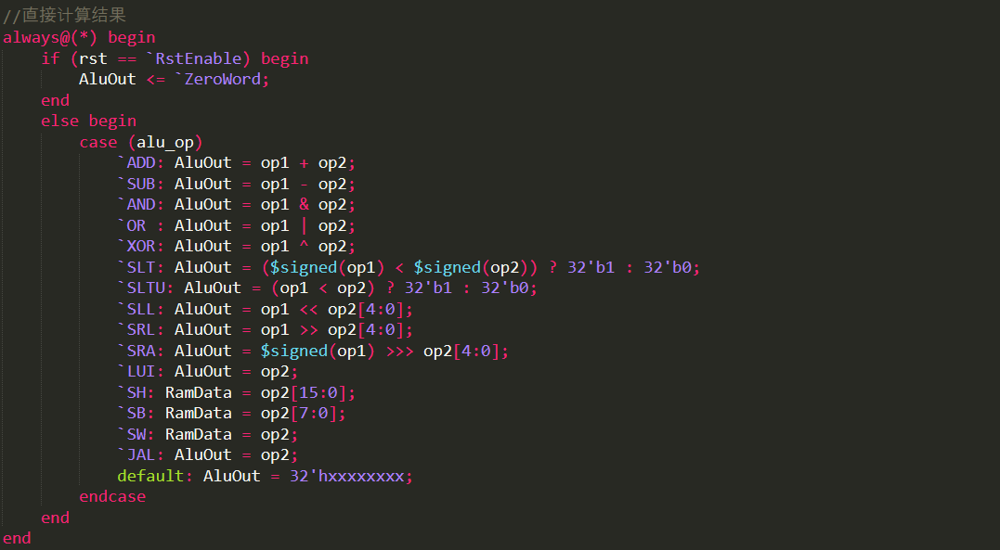 //直接计算结果
always@(*) begin
    if (rst == `RstEnable) begin
        AluOut <= `ZeroWord;
    end
    else begin
        case (alu_op)
            `ADD: AluOut = op1 + op2;
            `SUB: AluOut = op1 - op2;
            `AND: AluOut = op1 & op2;
            `OR : AluOut = op1 | op2;
            `XOR: AluOut = op1 ^ op2;
            `SLT: AluOut = ($signed(op1) < $signed(op2)) ? 32'b1 : 32'b0;
            `SLTU: AluOut = (op1 < op2) ? 32'b1 : 32'b0;
            `SLL: AluOut = op1 << op2[4:0];
            `SRL: AluOut = op1 >> op2[4:0];
            `SRA: AluOut = $signed(op1) >>> op2[4:0];
            `LUI: AluOut = op2;
            `SH: RamData = op2[15:0];
            `SB: RamData = op2[7:0];
            `SW: RamData = op2;
            `JAL: AluOut = op2;
            default: AluOut = 32'hxxxxxxxx;
        endcase
    end
end